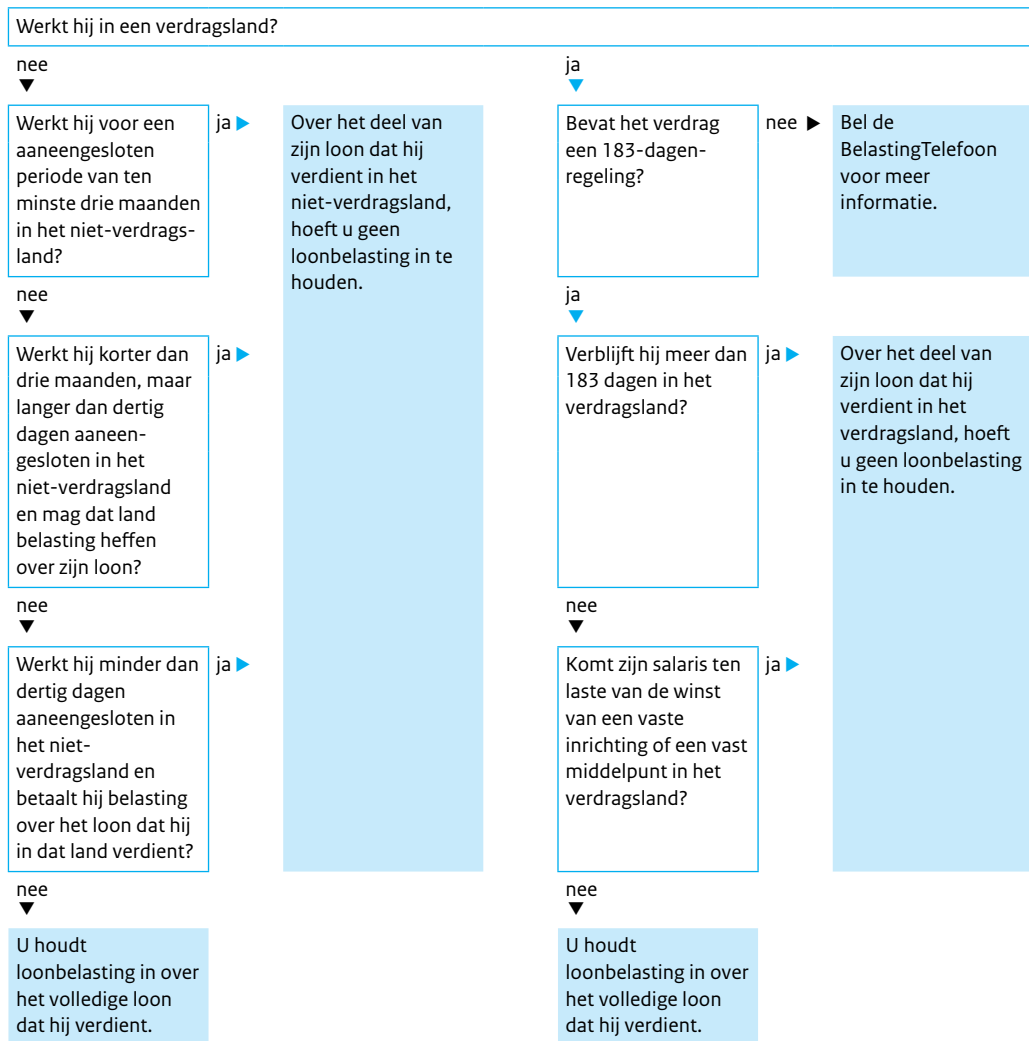 Werkt hij in een verdragsland?
nee
▼
Werkt hij voor een
aaneengesloten
periode van ten
minste drie maanden
in het niet-verdrags-
land?
ja ▶
Over het deel van
zijn loon dat hij
verdient in het
niet-verdragsland,
hoeft u geen
loonbelasting in te
houden.
nee
▼
Werkt hij korter dan
drie maanden, maar
langer dan dertig
dagen aaneen-
gesloten in het
niet-verdragsland
en mag dat land
belasting heffen
over zijn loon?
ja ▶
nee
▼
Werkt hij minder dan
dertig dagen
aaneengesloten in
het niet-
verdragsland en
betaalt hij belasting
over het loon dat hij
in dat land verdient?
ja ▶
nee
▼
U houdt
loonbelasting in over
het volledige loon
dat hij verdient.
ja
▼
Bevat het verdrag
een 183-dagen-
regeling?
nee ▶
Bel de
BelastingTelefoon
voor meer
informatie.
ja
▼
Verblijft hij meer dan
183 dagen in het
verdragsland?
ja ▶
Over het deel van
zijn loon dat hij
verdient in het
verdragsland, hoeft
u geen loonbelasting
in te houden.
nee
▼
Komt zijn salaris ten
laste van de winst
van een vaste
inrichting of een vast
middelpunt in het
verdragsland?
ja ▶
nee
▼
U houdt
loonbelasting in over
het volledige loon
dat hij verdient.